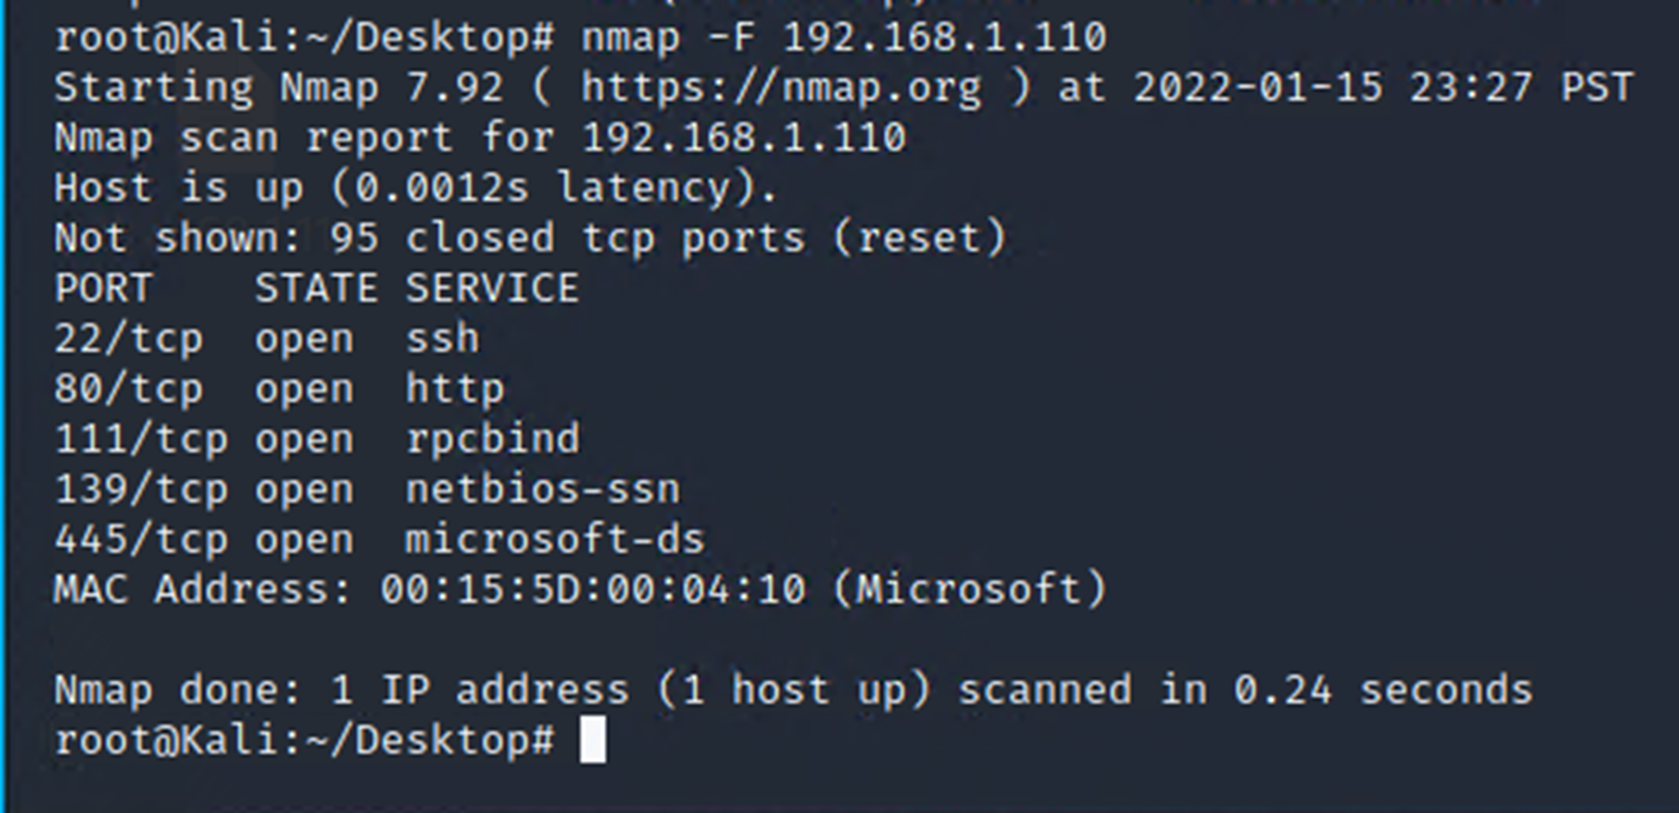 root@Kali:~/Desktop# nmap -F 192.168.1.110
Starting Nmap 7.92 ( https://nmap.org ) at 2022-01-15 23:27 PST
Nmap scan report for 192.168.1.110
Host is up (0.0012s latency).
Not shown: 95 closed tcp ports (reset)
PORT    STATE SERVICE
22/tcp  open  ssh
80/tcp  open  http
111/tcp open  rpcbind
139/tcp open  netbios-ssn
445/tcp open  microsoft-ds
MAC Address: 00:15:5D:00:04:10 (Microsoft)
Nmap done: 1 IP address (1 host up) scanned in 0.24 seconds
root@Kali:~/Desktop#